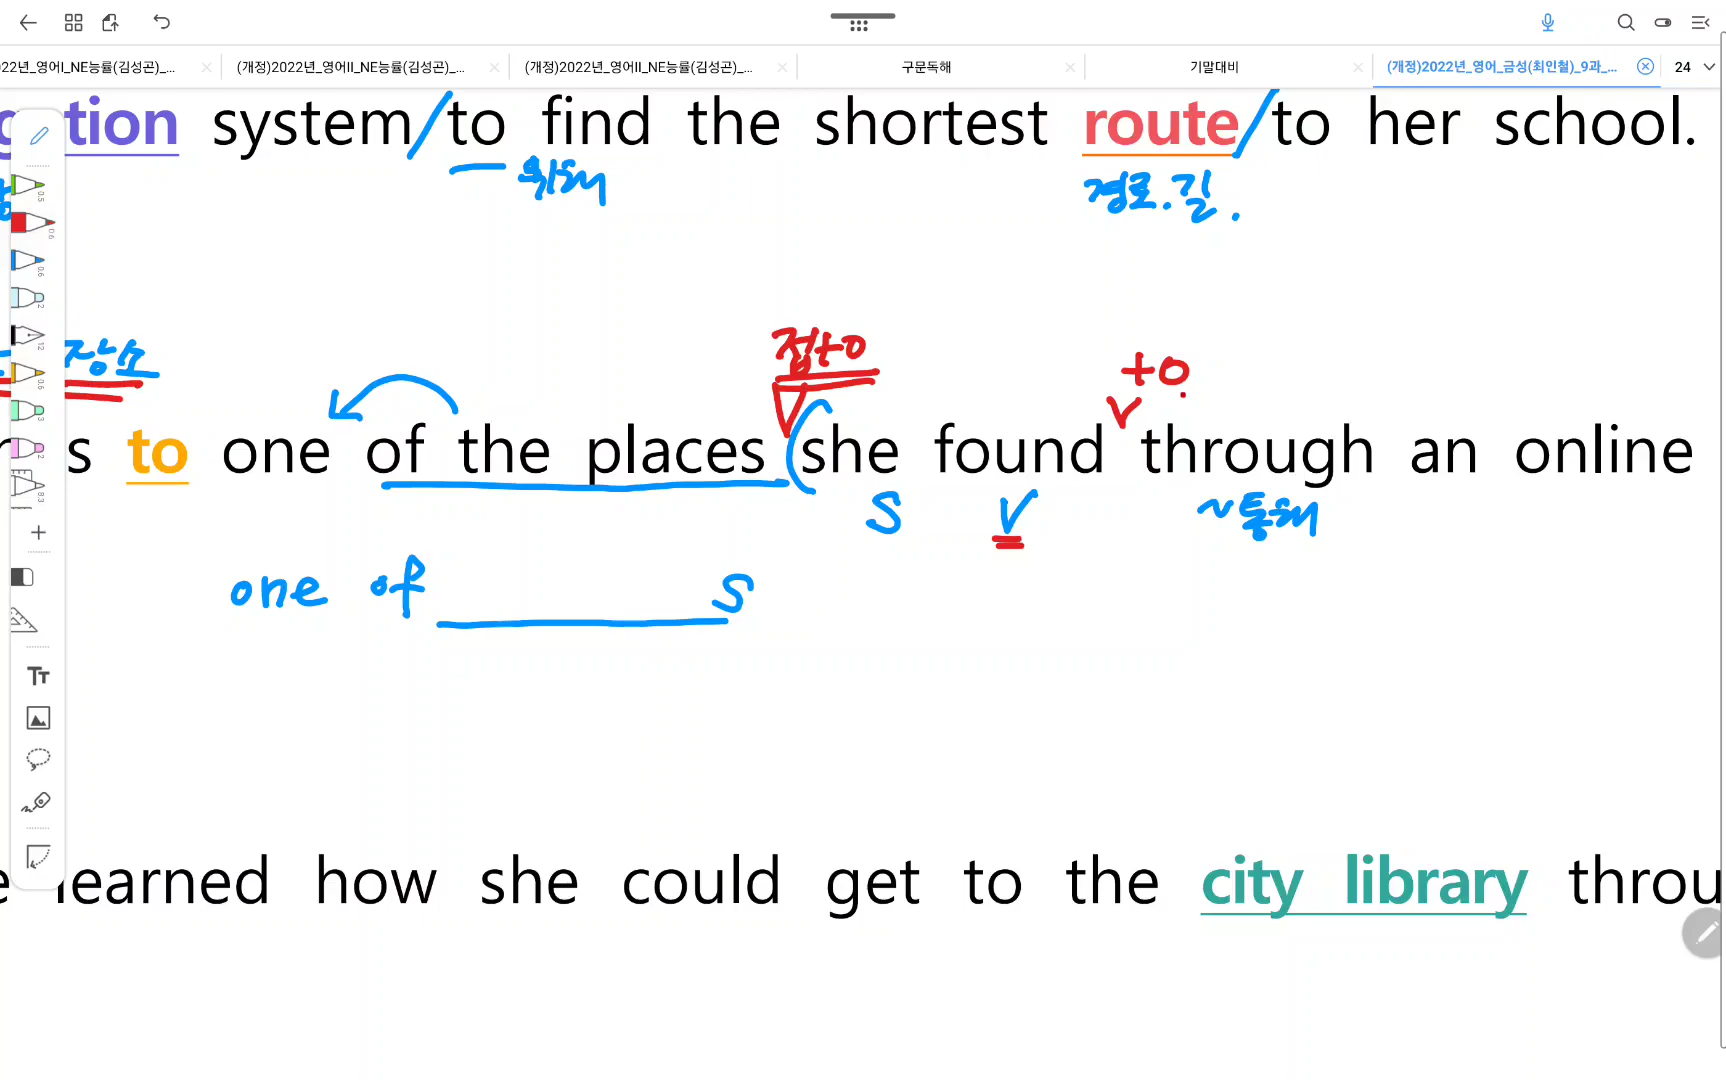 22년_영어I_NE능률(김성곤)_... (개정)2022년_영어II_NE능률(김성곤)_... (개정)2022년_영어II_NE능률(김성곤)_... 구문독해 기말대비 (개정)2022년_영어_금성(최인철)_9과_... 24
tion system/to find the shortest route/to her school.
위해 경로.길.
장소 접+O +O
s to one of the places she found through an online
S V ~통해
one of S
e learned how she could get to the city library throu